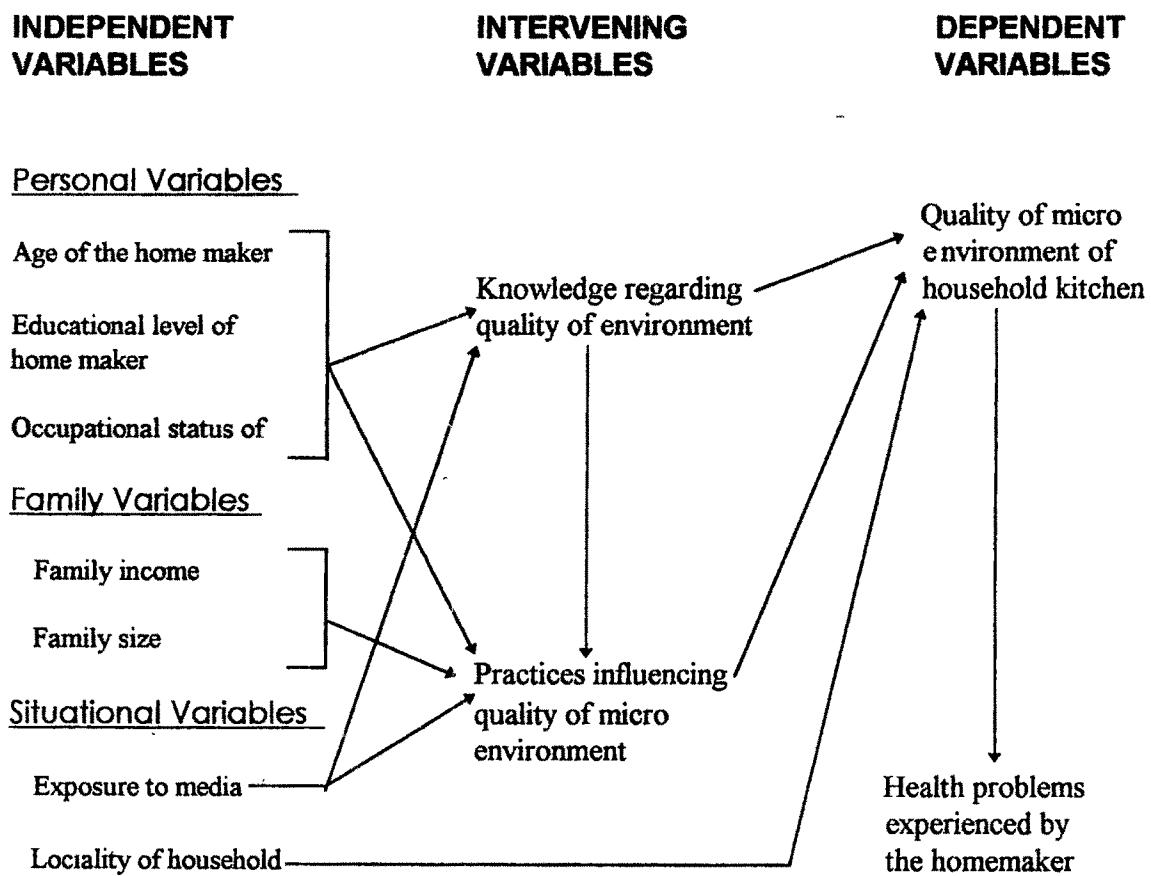 INDEPENDENT
VARIABLES
INTERVENING
VARIABLES
DEPENDENT
VARIABLES
Personal Variables
Age of the home maker
Educational level of
home maker
Occupational status of
Family Variables
Family income
Family size
Situational Variables
Exposure to media
Lociality of household
Knowledge regarding
quality of environment
Practices influencing
quality of micro
environment
Quality of micro
environment of
household kitchen
Health problems
experienced by
the homemaker